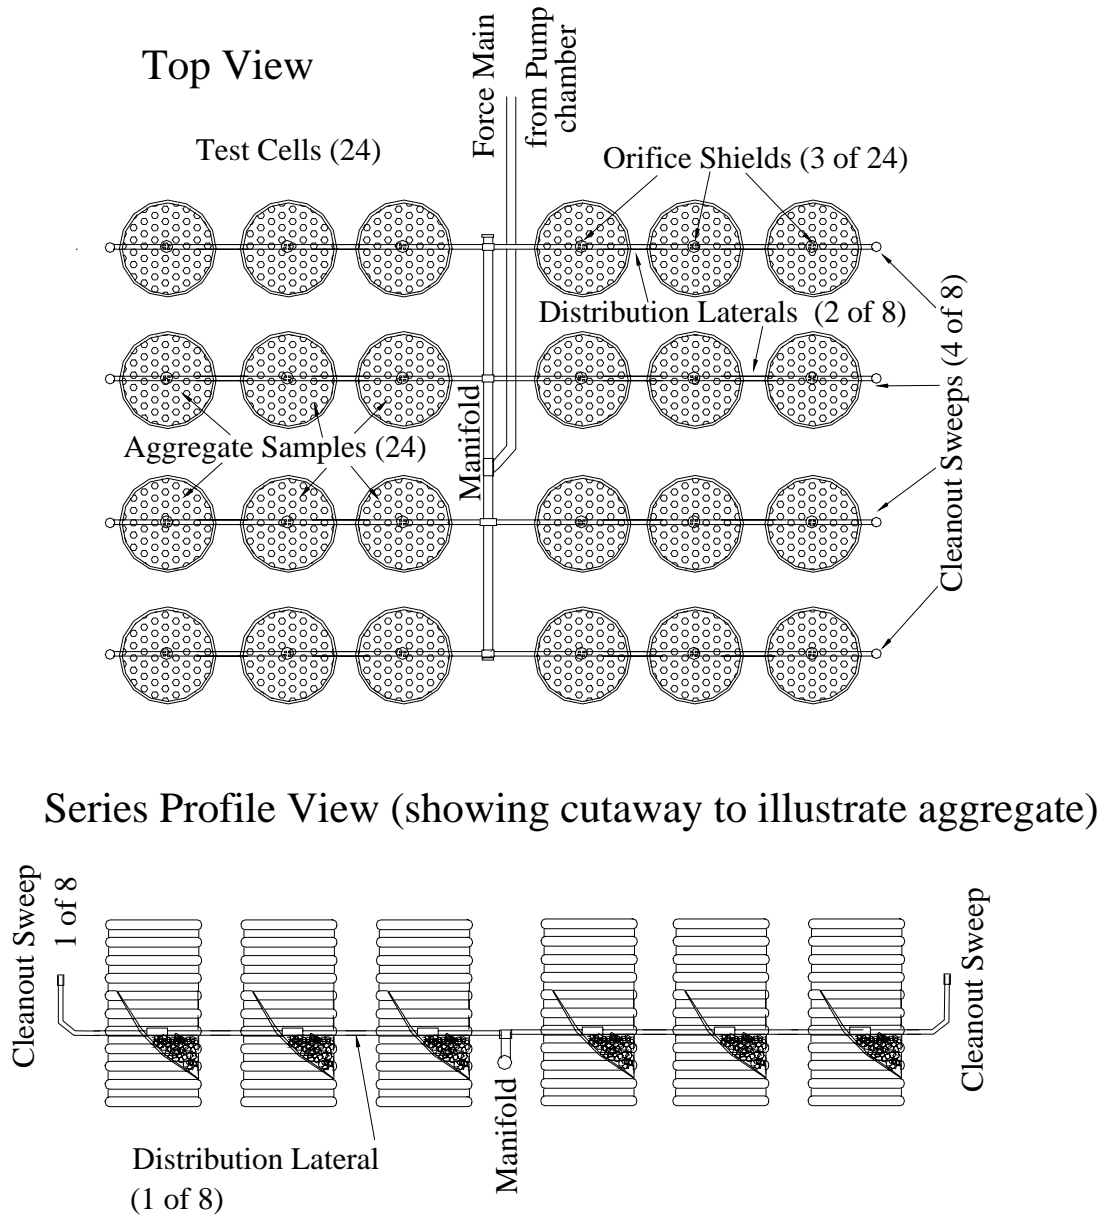 Top View
Force Main
from Pump
chamber
Test Cells (24)
Orifice Shields (3 of 24)
Distribution Laterals (2 of 8)
Manifold
Aggregate Samples (24)
Cleanout Sweeps (4 of 8)
Series Profile View (showing cutaway to illustrate aggregate)
Cleanout Sweep
1 of 8
Cleanout Sweep
Manifold
Distribution Lateral
(1 of 8)